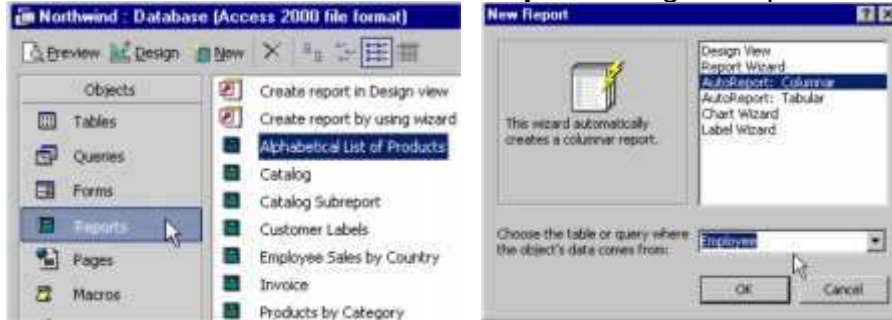 Northwind : Database (Access 2000 file format)
Preview Design New
Objects
Tables
Queries
Forms
Reports
Pages
Macros
Create report in Design view
Create report by using wizard
Alphabetical List of Products
Catalog
Catalog Subreport
Customer Labels
Employee Sales by Country
Invoice
Products by Category
New Report
This wizard automatically
creates a columnar report.
Design View
Report Wizard
AutoReport: Columnar
AutoReport: Tabular
Chart Wizard
Label Wizard
Choose the table or query where
the object's data comes from:
Employee
OK Cancel